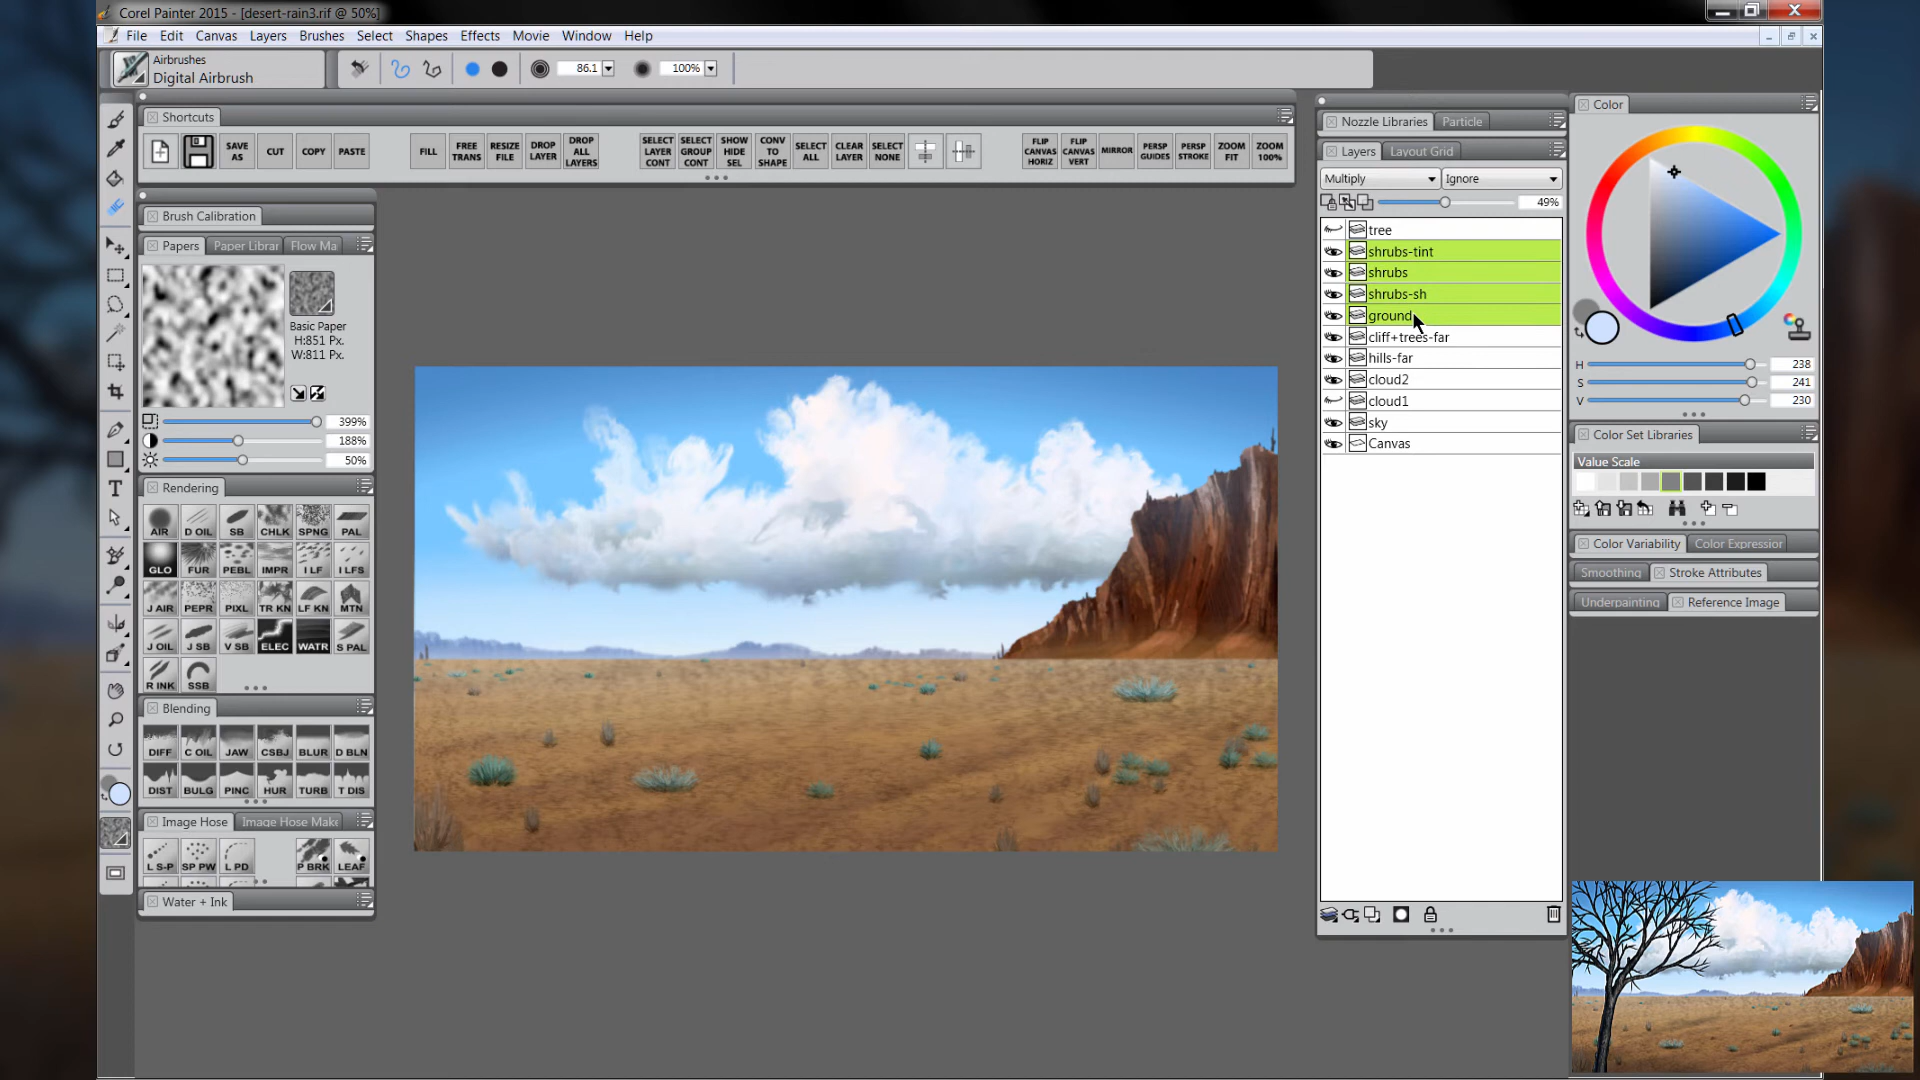 Corel Painter 2015 - [desert-rain3.rif @ 50%]
File Edit Canvas Layers Brushes Select Shapes Effects Movie Window Help
Airbrushes
Digital Airbrush
86.1
100%
Shortcuts
SAVE AS
CUT
COPY
PASTE
FILL
FREE TRANS
RESIZE FILE
DROP LAYER
DROP ALL LAYERS
SELECT LAYER CONT
SELECT GROUP CONT
SHOW HIDE SEL
CONV TO SHAPE
SELECT ALL
CLEAR LAYER
SELECT NONE
FLIP CANVAS HORIZ
FLIP CANVAS VERT
MIRROR
PERSP GUIDES
PERSP STROKE
ZOOM FIT
ZOOM 100%
Brush Calibration
Papers Paper Librar Flow Ma
Basic Paper
H:851 Px.
W:811 Px.
399%
188%
50%
Rendering
AIR D OIL SB CHLK SPNG PAL
GLO FUR PEBL IMPR I LF I LFS
J AIR PEPR PIXL TR KN LF KN MTN
J OIL J SB V SB ELEC WATR S PAL
R INK SSB
Blending
DIFF C OIL JAW CSBJ BLUR D BLN
DIST BULG PINC HUR TURB T DIS
Image Hose Image Hose Make
L S-P SP PW L PD P BRK LEAF
Water + Ink
Nozzle Libraries Particle
Layers Layout Grid
Multiply Ignore
49%
tree
shrubs-tint
shrubs
shrubs-sh
ground
cliff+trees-far
hills-far
cloud2
cloud1
sky
Canvas
Color
H 238
S 241
V 230
Color Set Libraries
Value Scale
Color Variability Color Expression
Smoothing Stroke Attributes
Underpainting Reference Image